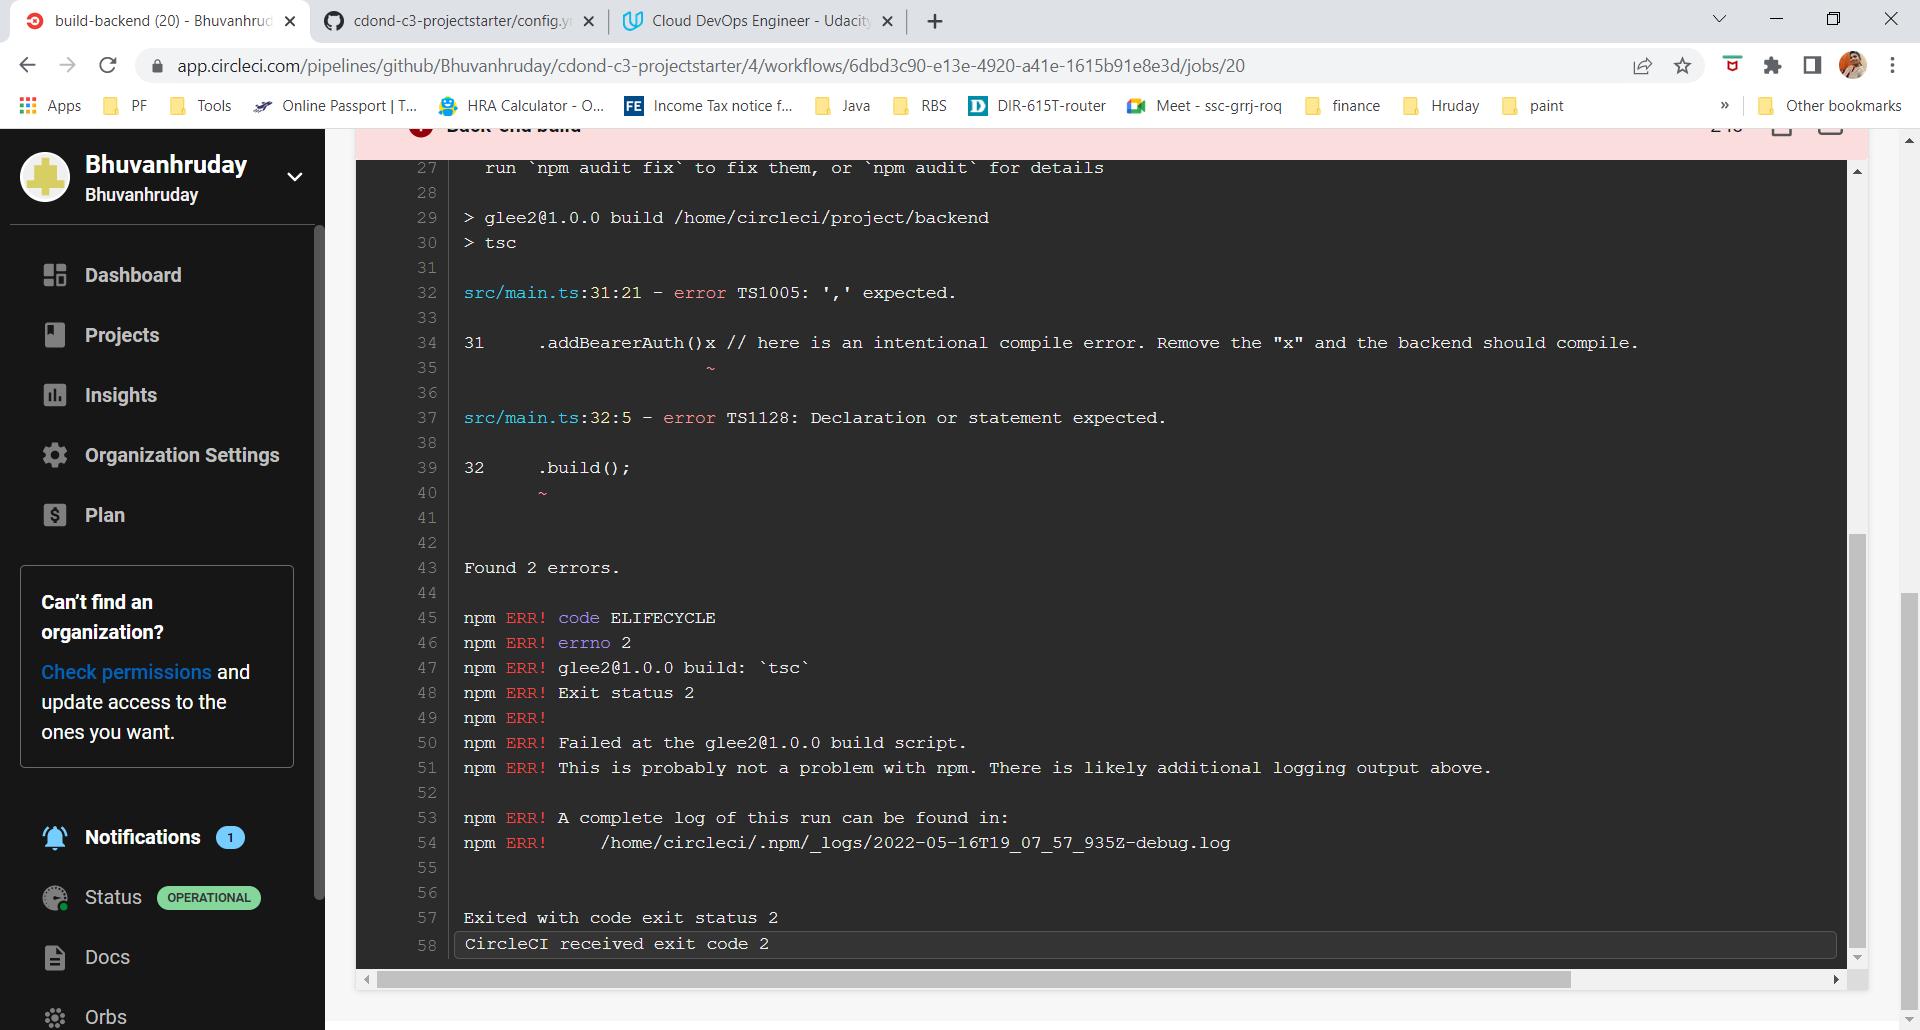 build-backend (20) - Bhuvanhrud
cdond-c3-projectstarter/config.y
Cloud DevOps Engineer - Udacity
app.circleci.com/pipelines/github/Bhuvanhruday/cdond-c3-projectstarter/4/workflows/6dbd3c90-e13e-4920-a41e-1615b91e8e3d/jobs/20
Apps
PF
Tools
Online Passport | T...
HRA Calculator - O...
FE
Income Tax notice f...
Java
RBS
D
DIR-615T-router
Meet - ssc-grrj-roq
finance
Hruday
paint
»
Other bookmarks
Bhuvanhruday
Bhuvanhruday
Dashboard
Projects
Insights
Organization Settings
Plan
Can't find an
organization?
Check permissions and
update access to the
ones you want.
Notifications 1
Status OPERATIONAL
Docs
Orbs
Back-end build
27 run `npm audit fix` to fix them, or `npm audit` for details
28
29 > glee2@1.0.0 build /home/circleci/project/backend
30 > tsc
31
32 src/main.ts:31:21 - error TS1005: ',' expected.
33
34 31 .addBearerAuth()x // here is an intentional compile error. Remove the "x" and the backend should compile.
35 ~
36
37 src/main.ts:32:5 - error TS1128: Declaration or statement expected.
38
39 32 .build();
40 ~
41
42
43 Found 2 errors.
44
45 npm ERR! code ELIFECYCLE
46 npm ERR! errno 2
47 npm ERR! glee2@1.0.0 build: `tsc`
48 npm ERR! Exit status 2
49 npm ERR!
50 npm ERR! Failed at the glee2@1.0.0 build script.
51 npm ERR! This is probably not a problem with npm. There is likely additional logging output above.
52
53 npm ERR! A complete log of this run can be found in:
54 npm ERR! /home/circleci/.npm/_logs/2022-05-16T19_07_57_935Z-debug.log
55
56
57 Exited with code exit status 2
58 CircleCI received exit code 2